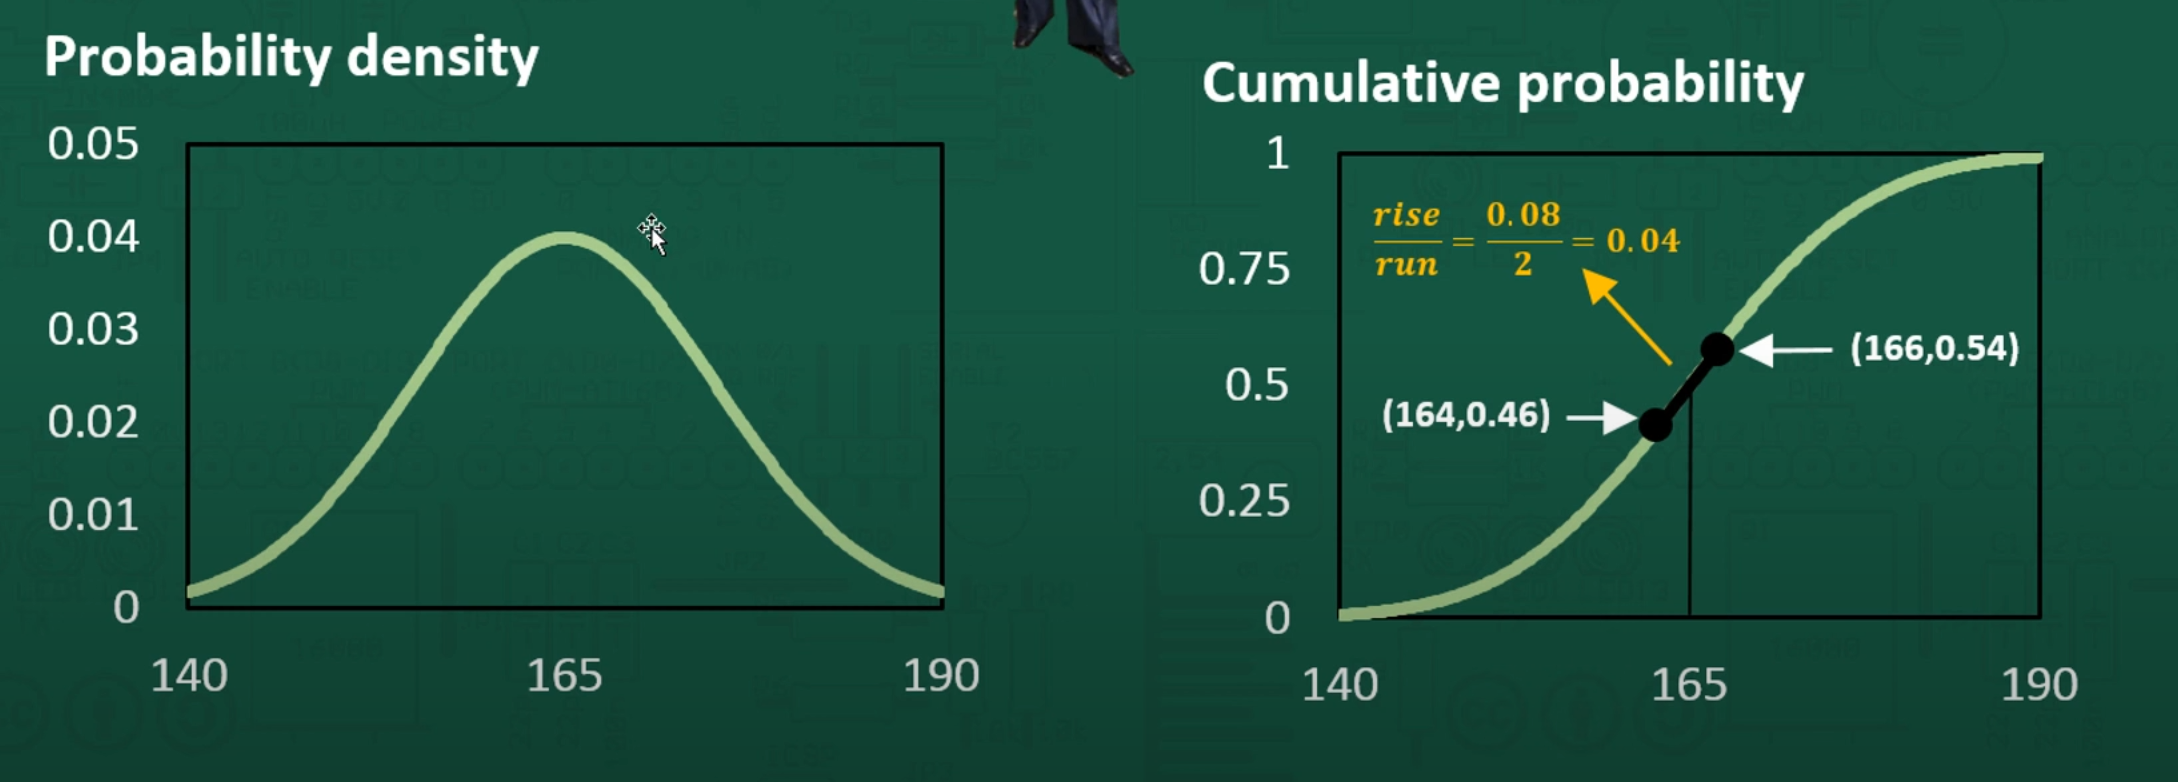 Probability density
0.05
0.04
0.03
0.02
0.01
0
140 165 190
Cumulative probability
1
0.75
0.5
0.25
0
rise/run = 0.08/2 = 0.04
(166,0.54)
(164,0.46)
140 165 190